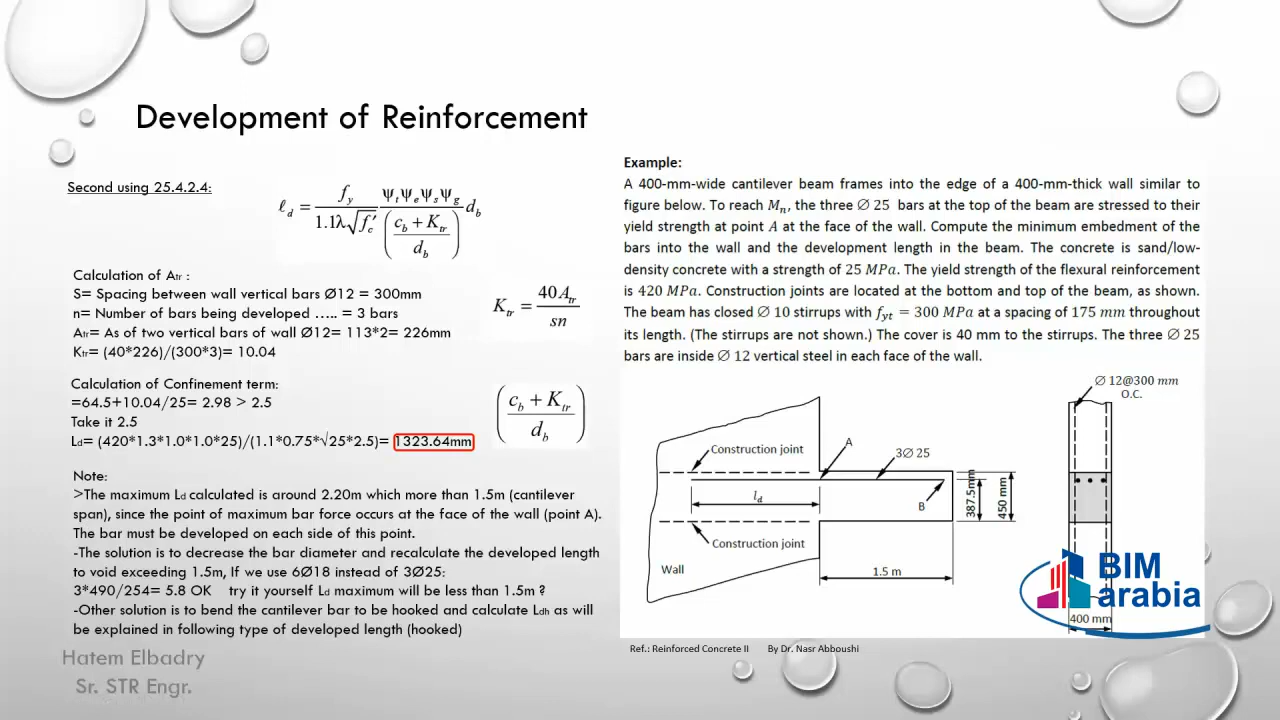 Development of Reinforcement
Second using 25.4.2.4:
ℓd = fy / (1.1λ√f′c) · ψt ψe ψs ψg / ((cb + Ktr) / db) · db
Calculation of Atr :
S= Spacing between wall vertical bars Ø12 = 300mm
n= Number of bars being developed ..... = 3 bars
Atr= As of two vertical bars of wall Ø12= 113*2= 226mm
Ktr= (40*226)/(300*3)= 10.04
Ktr = 40Atr / sn
Calculation of Confinement term:
=64.5+10.04/25= 2.98 > 2.5
Take it 2.5
Ld= (420*1.3*1.0*1.0*25)/(1.1*0.75*√25*2.5)= 1323.64mm
((cb + Ktr) / db)
Note:
>The maximum Ld calculated is around 2.20m which more than 1.5m (cantilever
span), since the point of maximum bar force occurs at the face of the wall (point A).
The bar must be developed on each side of this point.
-The solution is to decrease the bar diameter and recalculate the developed length
to void exceeding 1.5m, If we use 6Ø18 instead of 3Ø25:
3*490/254= 5.8 OK try it yourself Ld maximum will be less than 1.5m ?
-Other solution is to bend the cantilever bar to be hooked and calculate Ldh as will
be explained in following type of developed length (hooked)
Hatem Elbadry
Sr. STR Engr.
Example:
A 400-mm-wide cantilever beam frames into the edge of a 400-mm-thick wall similar to
figure below. To reach Mn, the three ∅ 25 bars at the top of the beam are stressed to their
yield strength at point A at the face of the wall. Compute the minimum embedment of the
bars into the wall and the development length in the beam. The concrete is sand/low-
density concrete with a strength of 25 MPa. The yield strength of the flexural reinforcement
is 420 MPa. Construction joints are located at the bottom and top of the beam, as shown.
The beam has closed ∅ 10 stirrups with fyt = 300 MPa at a spacing of 175 mm throughout
its length. (The stirrups are not shown.) The cover is 40 mm to the stirrups. The three ∅ 25
bars are inside ∅ 12 vertical steel in each face of the wall.
∅ 12@300 mm
O.C.
Construction joint
A
3∅ 25
ld
B
387.5mm
450 mm
Construction joint
Wall
1.5 m
400 mm
BIM
arabia
Ref.: Reinforced Concrete II By Dr. Nasr Abboushi